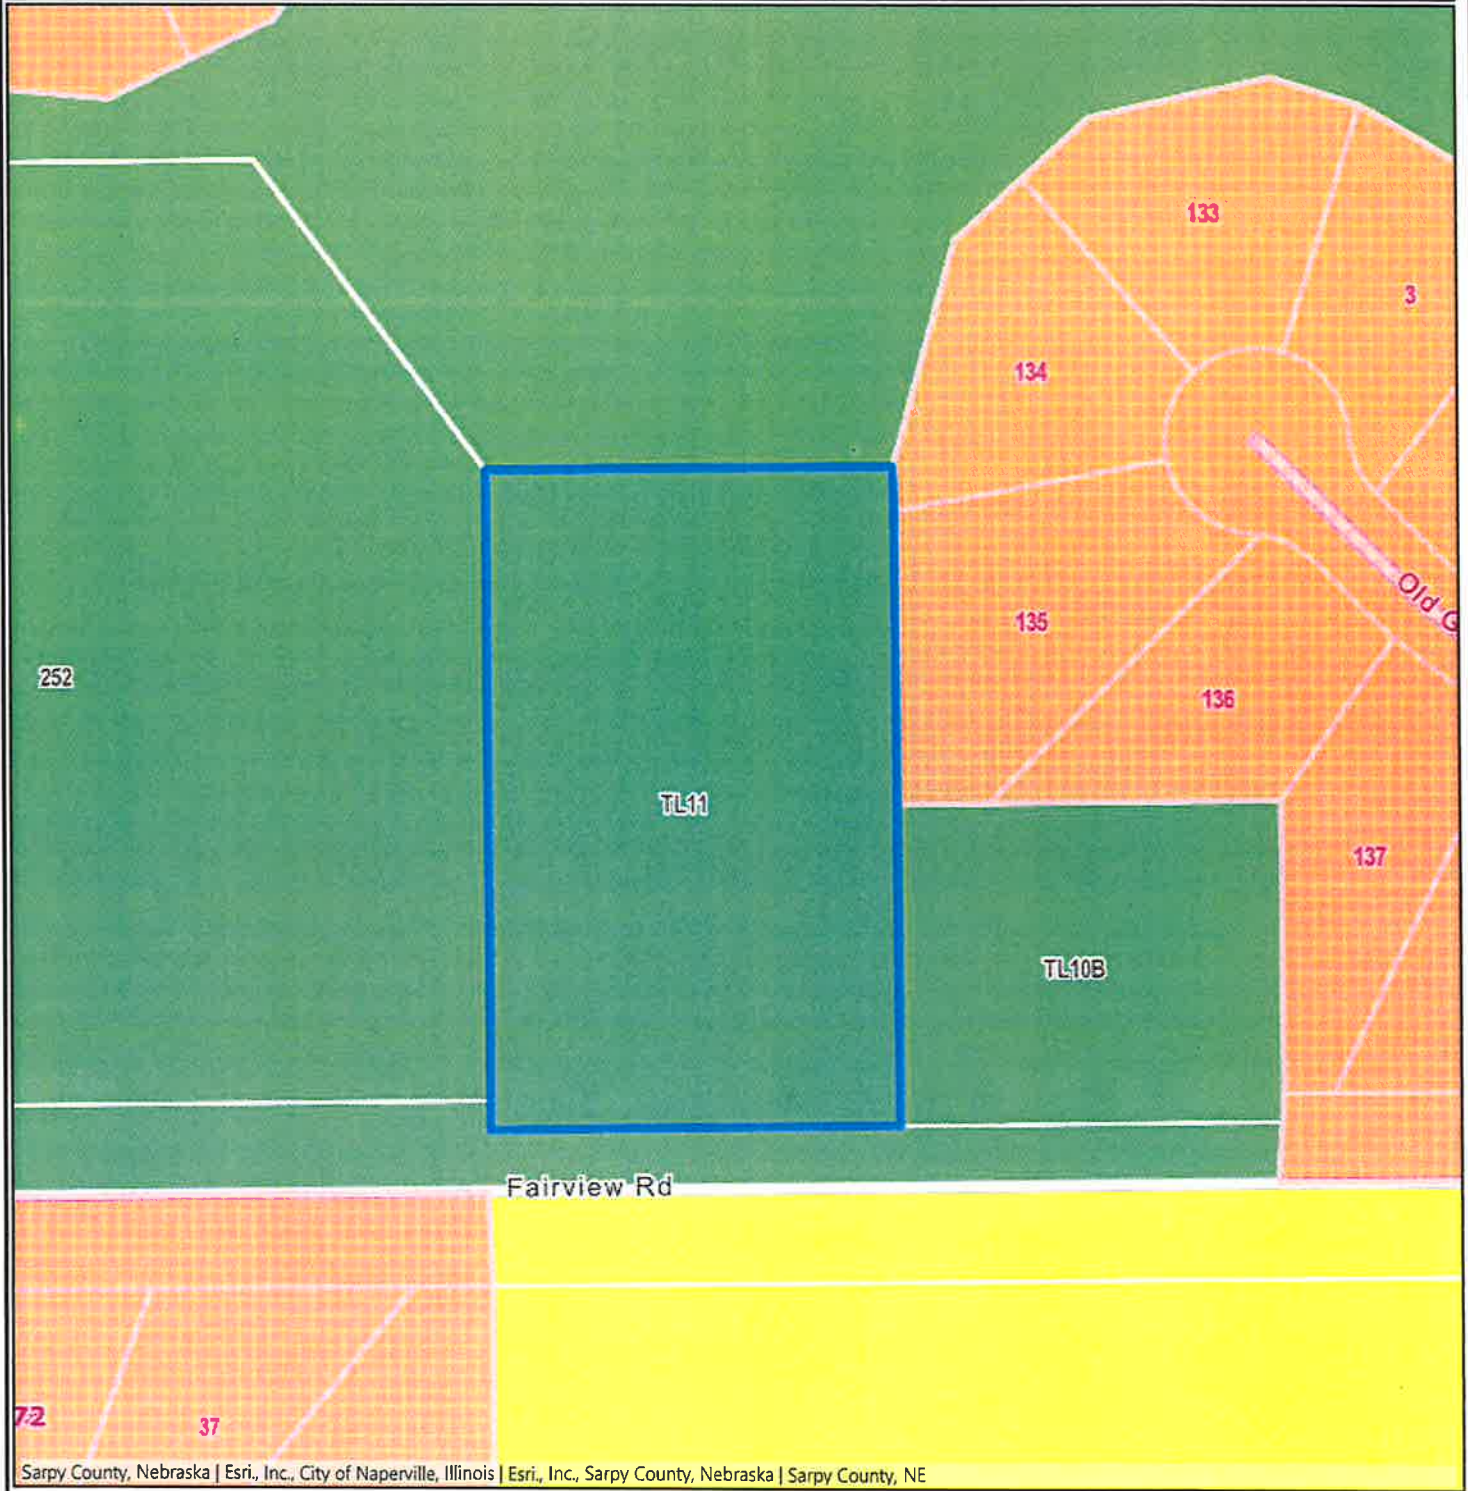 133
3
134
Old G
135
252
136
TL11
137
TL10B
Fairview Rd
72
37
Sarpy County, Nebraska | Esri., Inc., City of Naperville, Illinois | Esri., Inc., Sarpy County, Nebraska | Sarpy County, NE